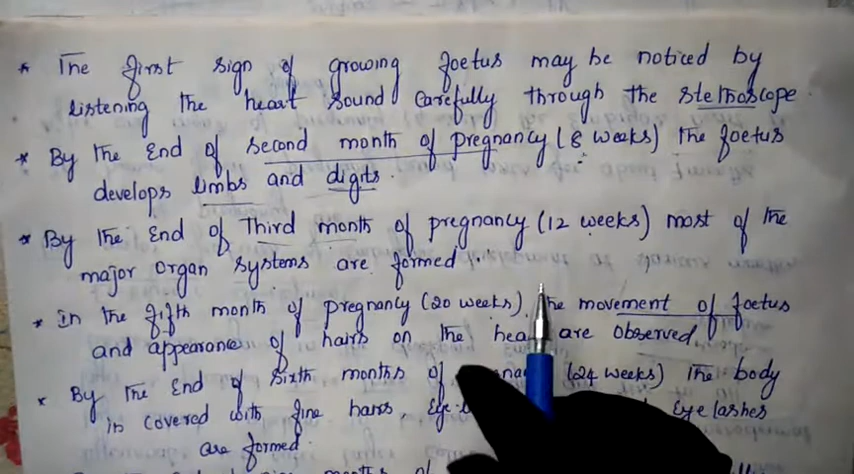 * The first sign of growing foetus may be noticed by
listening the heart sound carefully through the stethoscope
* By the End of second month of pregnancy (8 weeks) the foetus
develops limbs and digits.
* By the End of Third month of pregnancy (12 weeks) most of the
major organ systems are formed.
* In the fifth month of pregnancy (20 weeks), the movement of foetus
and appearance of hairs on the are observed
* By the End of sixth months of (24 weeks) the body
in covered with fine hairs, Eyelashes
are formed.